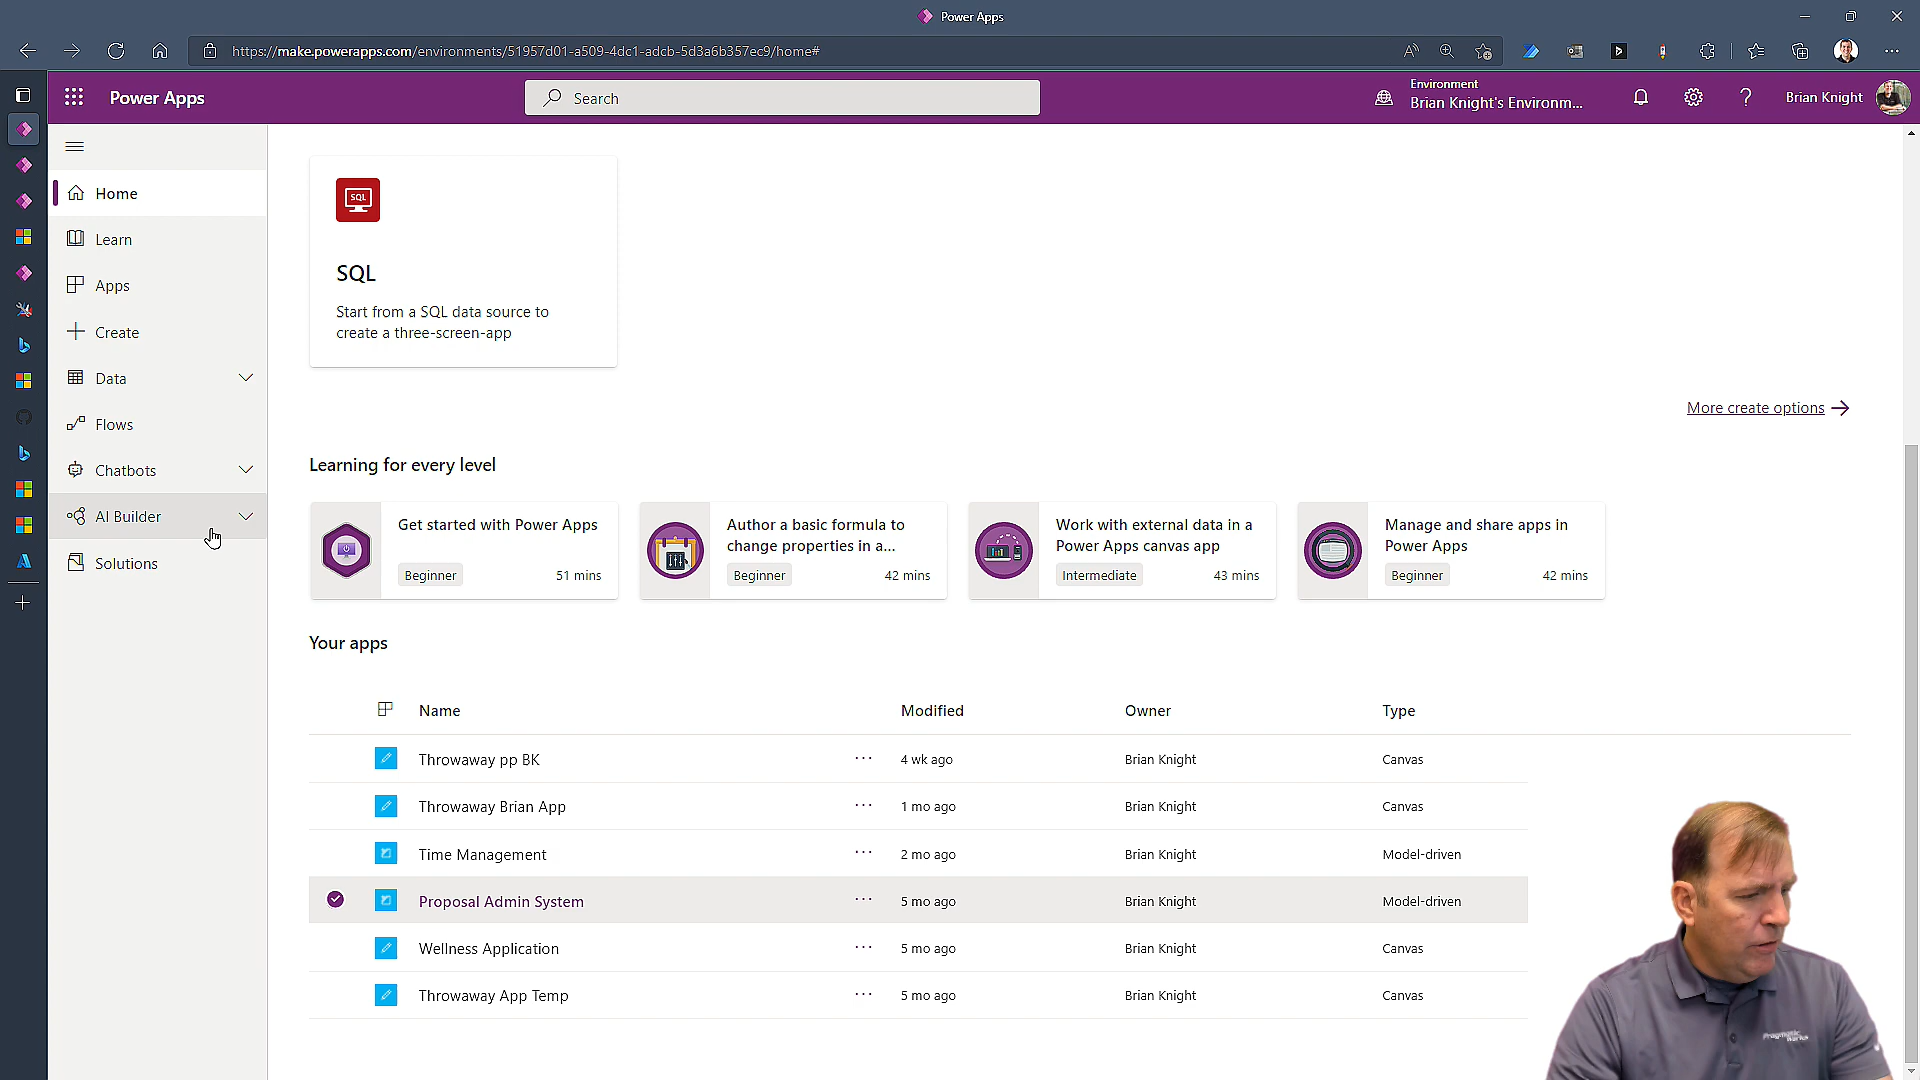 Power Apps
https://make.powerapps.com/environments/51957d01-a509-4dc1-adcb-5d3a6b357ec9/home#
Power Apps
Search
Environment
Brian Knight's Environm...
Brian Knight
Home
Learn
Apps
Create
Data
Flows
Chatbots
AI Builder
Solutions
SQL
SQL
Start from a SQL data source to
create a three-screen-app
More create options
Learning for every level
Get started with Power Apps
Beginner 51 mins
Author a basic formula to
change properties in a...
Beginner 42 mins
Work with external data in a
Power Apps canvas app
Intermediate 43 mins
Manage and share apps in
Power Apps
Beginner 42 mins
Your apps
Name Modified Owner Type
Throwaway pp BK ... 4 wk ago Brian Knight Canvas
Throwaway Brian App ... 1 mo ago Brian Knight Canvas
Time Management ... 2 mo ago Brian Knight Model-driven
Proposal Admin System ... 5 mo ago Brian Knight Model-driven
Wellness Application ... 5 mo ago Brian Knight Canvas
Throwaway App Temp ... 5 mo ago Brian Knight Canvas
Pragmatic
Works